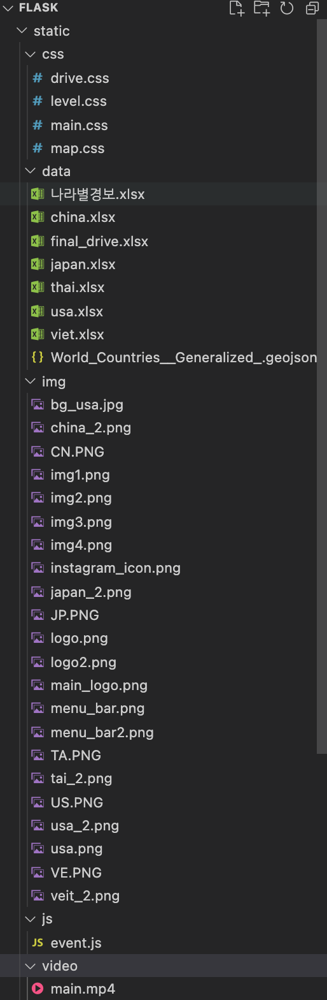 FLASK
static
css
# drive.css
# level.css
# main.css
# map.css
data
나라별경보.xlsx
china.xlsx
final_drive.xlsx
japan.xlsx
thai.xlsx
usa.xlsx
viet.xlsx
{} World_Countries__Generalized_.geojson
img
bg_usa.jpg
china_2.png
CN.PNG
img1.png
img2.png
img3.png
img4.png
instagram_icon.png
japan_2.png
JP.PNG
logo.png
logo2.png
main_logo.png
menu_bar.png
menu_bar2.png
TA.PNG
tai_2.png
US.PNG
usa_2.png
usa.png
VE.PNG
veit_2.png
js
JS event.js
video
main.mp4